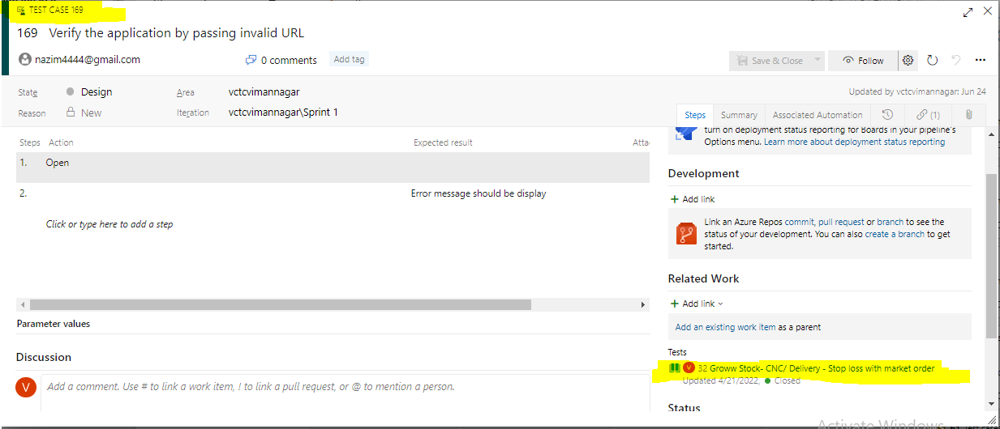 TEST CASE 169
169 Verify the application by passing invalid URL
nazim4444@gmail.com 0 comments Add tag Save & Close Follow
State Design Area vctcvimannagar Updated by vctcvimannagar: Jun 24
Reason New Iteration vctcvimannagar\Sprint 1
Steps Summary Associated Automation (1)
Steps Action Expected result Atta
1. Open
2. Error message should be display
Click or type here to add a step
Parameter values
Discussion
V Add a comment. Use # to link a work item, ! to link a pull request, or @ to mention a person.
turn on deployment status reporting for Boards in your pipeline's
Options menu. Learn more about deployment status reporting
Development
+ Add link
Link an Azure Repos commit, pull request or branch to see the
status of your development. You can also create a branch to get
started.
Related Work
+ Add link
Add an existing work item as a parent
Tests
V 32 Groww Stock- CNC/ Delivery - Stop loss with market order
Updated 4/21/2022, Closed
Status
Activate Windows